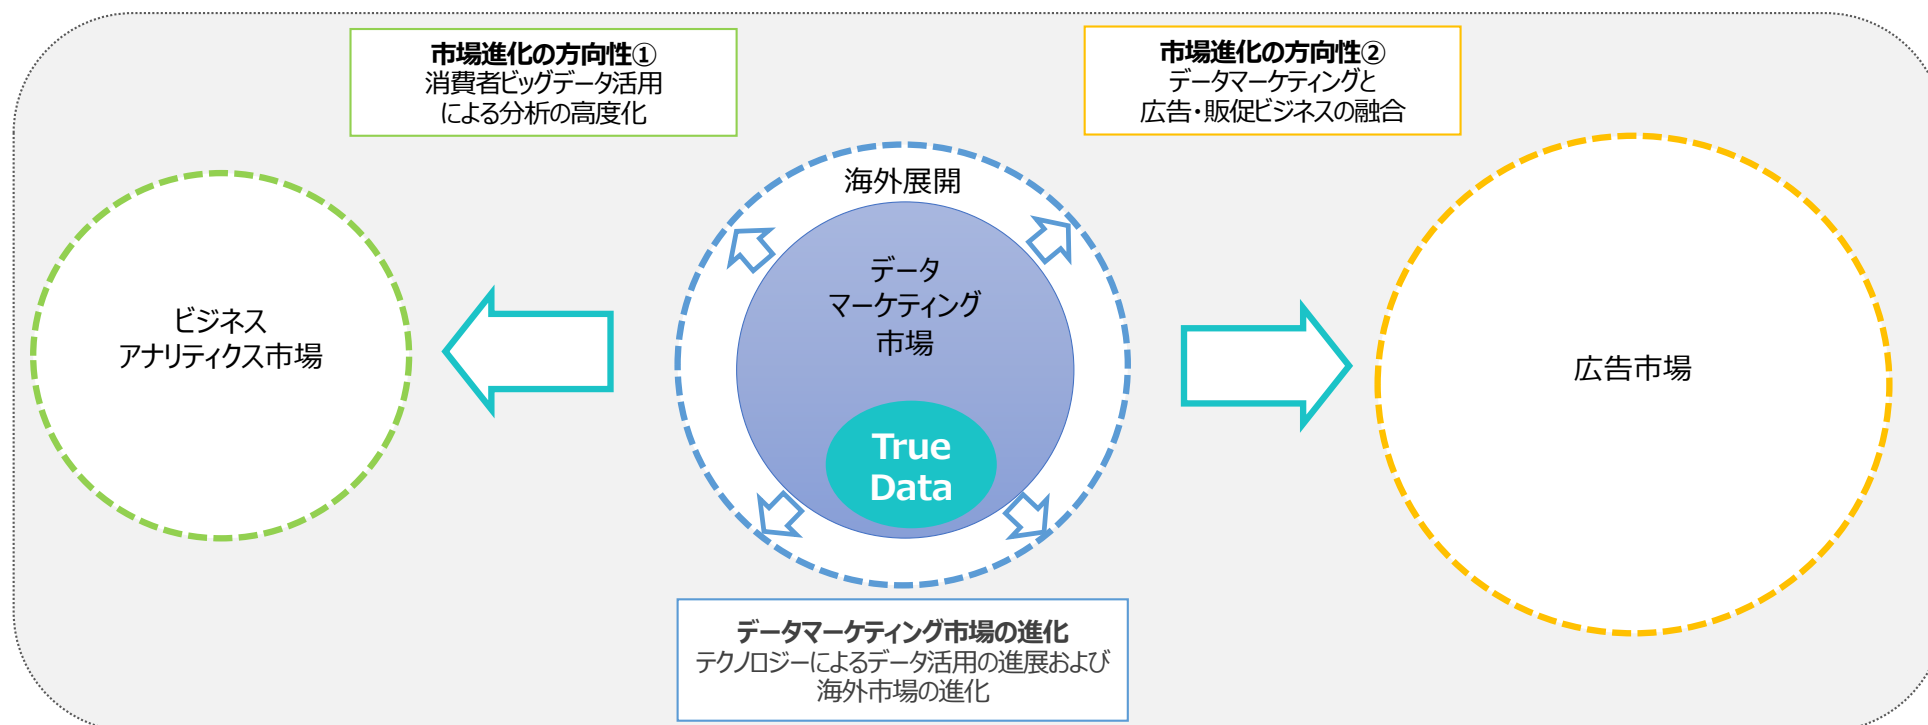 市場進化の方向性①
消費者ビッグデータ活用
による分析の高度化
市場進化の方向性②
データマーケティングと
広告・販促ビジネスの融合
海外展開
データ
マーケティング
市場
True
Data
ビジネス
アナリティクス市場
広告市場
データマーケティング市場の進化
テクノロジーによるデータ活用の進展および
海外市場の進化